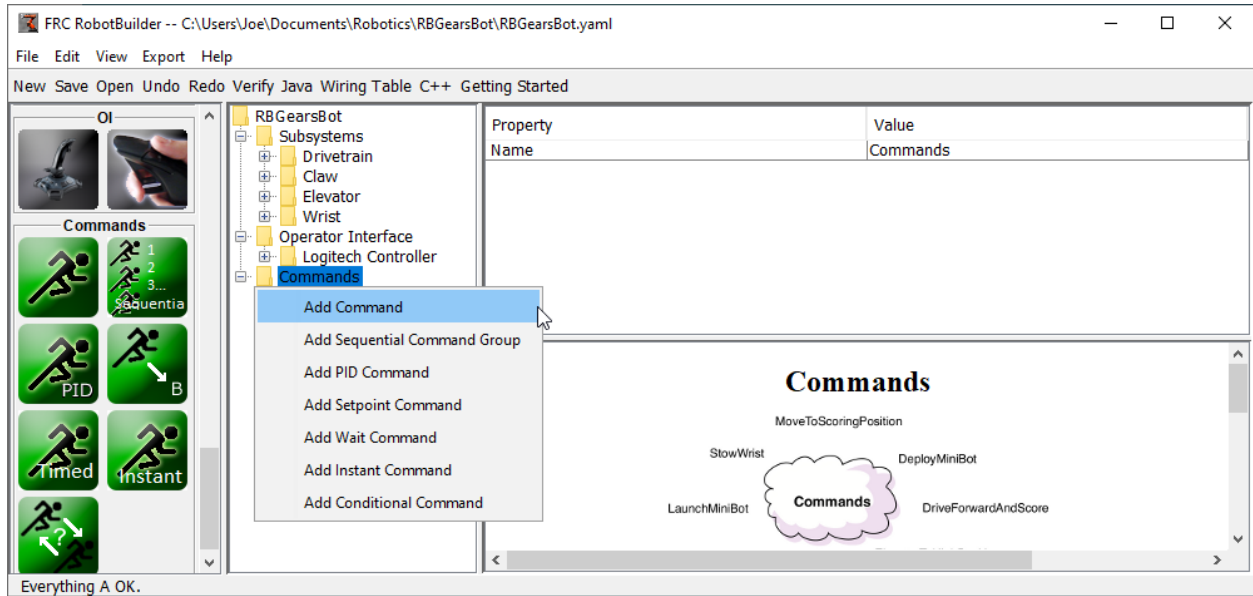 FRC RobotBuilder -- C:\Users\Joe\Documents\Robotics\RBGearsBot\RBGearsBot.yaml
File Edit View Export Help
New Save Open Undo Redo Verify Java Wiring Table C++ Getting Started
OI
Commands
1
2
3...
Sequentia
PID
B
Timed
Instant
?
RBGearsBot
Subsystems
Drivetrain
Claw
Elevator
Wrist
Operator Interface
Logitech Controller
Commands
Add Command
Add Sequential Command Group
Add PID Command
Add Setpoint Command
Add Wait Command
Add Instant Command
Add Conditional Command
Property Value
Name Commands
Commands
MoveToScoringPosition
StowWrist
DeployMiniBot
LaunchMiniBot
Commands
DriveForwardAndScore
Everything A OK.